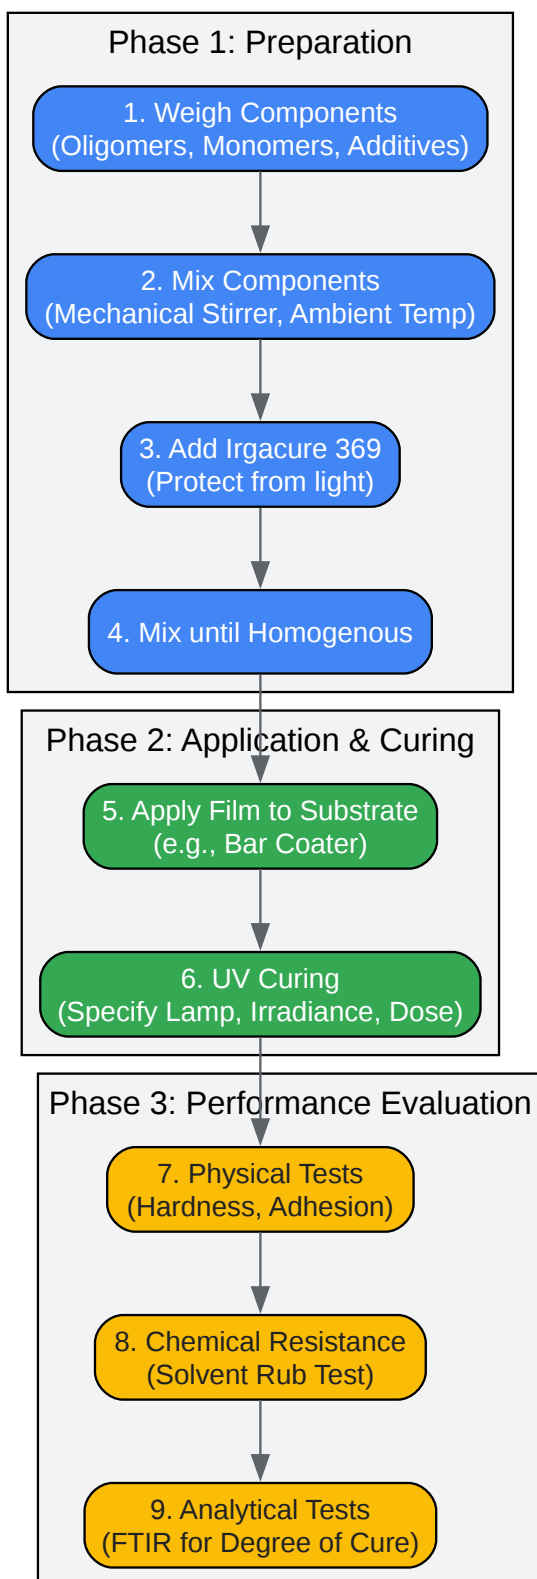 Phase 1: Preparation
1. Weigh Components
(Oligomers, Monomers, Additives)
2. Mix Components
(Mechanical Stirrer, Ambient Temp)
3. Add Irgacure 369
(Protect from light)
4. Mix until Homogenous
Phase 2: Application & Curing
5. Apply Film to Substrate
(e.g., Bar Coater)
6. UV Curing
(Specify Lamp, Irradiance, Dose)
Phase 3: Performance Evaluation
7. Physical Tests
(Hardness, Adhesion)
8. Chemical Resistance
(Solvent Rub Test)
9. Analytical Tests
(FTIR for Degree of Cure)